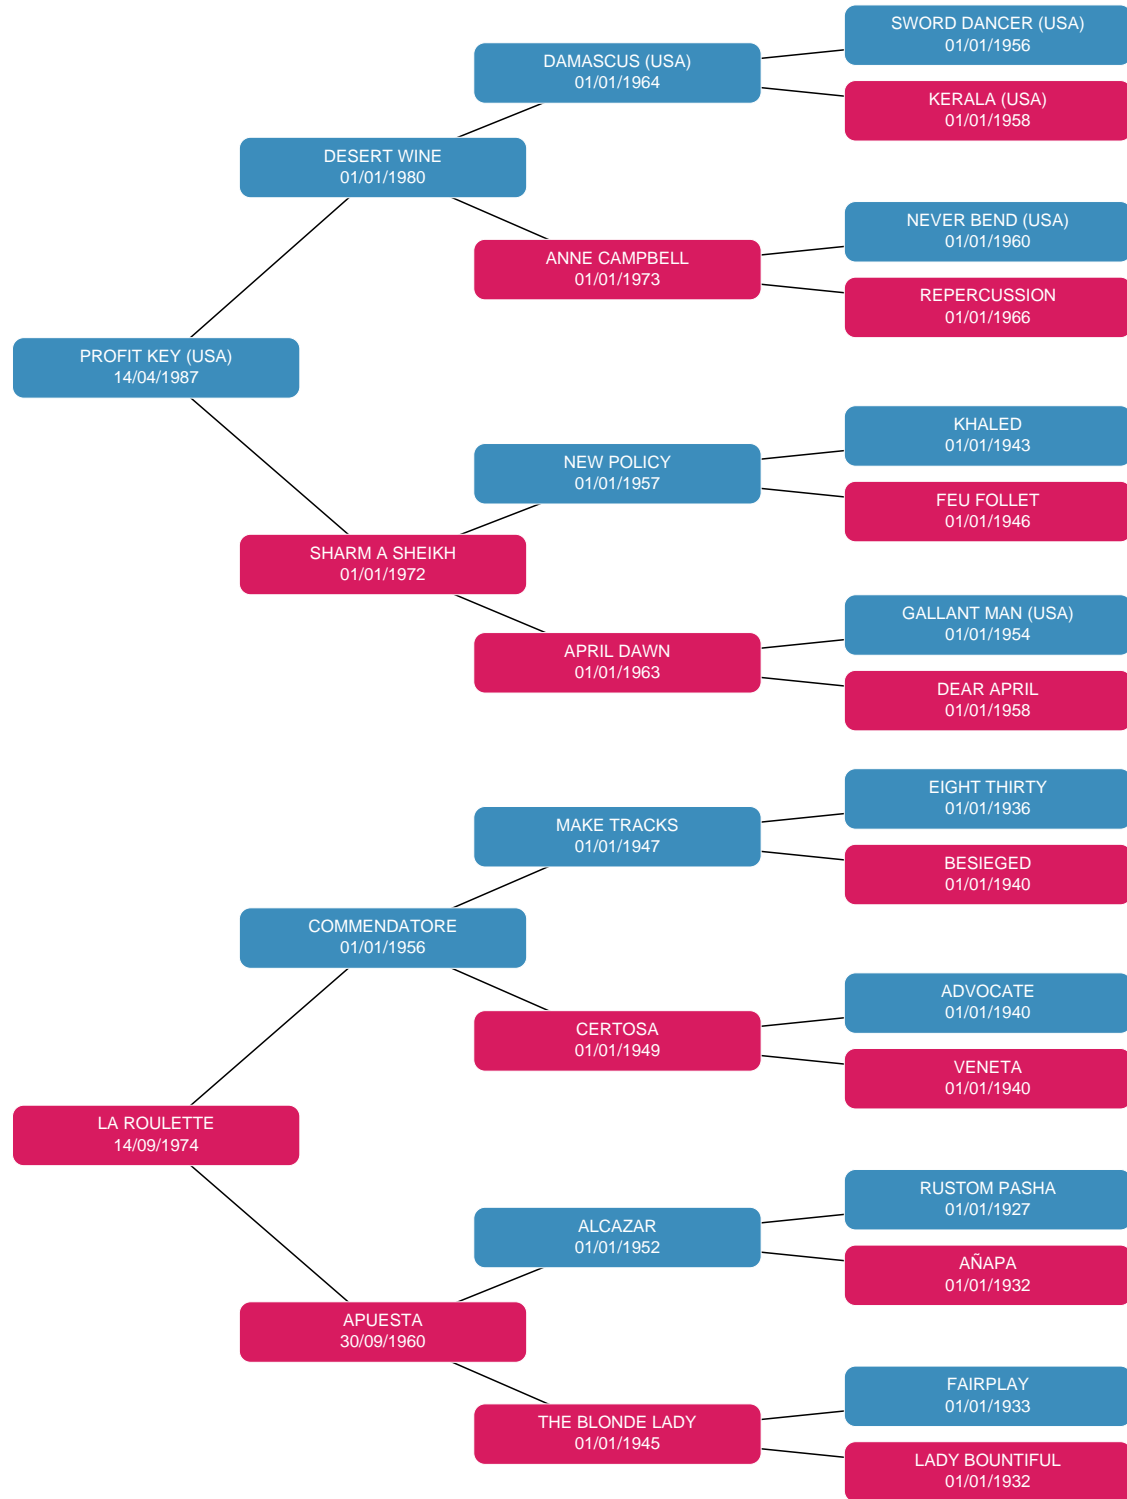 SWORD DANCER (USA)
01/01/1956
DAMASCUS (USA)
01/01/1964
KERALA (USA)
01/01/1958
DESERT WINE
01/01/1980
NEVER BEND (USA)
01/01/1960
ANNE CAMPBELL
01/01/1973
REPERCUSSION
01/01/1966
PROFIT KEY (USA)
14/04/1987
KHALED
01/01/1943
NEW POLICY
01/01/1957
FEU FOLLET
01/01/1946
SHARM A SHEIKH
01/01/1972
GALLANT MAN (USA)
01/01/1954
APRIL DAWN
01/01/1963
DEAR APRIL
01/01/1958
EIGHT THIRTY
01/01/1936
MAKE TRACKS
01/01/1947
BESIEGED
01/01/1940
COMMENDATORE
01/01/1956
ADVOCATE
01/01/1940
CERTOSA
01/01/1949
VENETA
01/01/1940
LA ROULETTE
14/09/1974
RUSTOM PASHA
01/01/1927
ALCAZAR
01/01/1952
AÑAPA
01/01/1932
APUESTA
30/09/1960
FAIRPLAY
01/01/1933
THE BLONDE LADY
01/01/1945
LADY BOUNTIFUL
01/01/1932